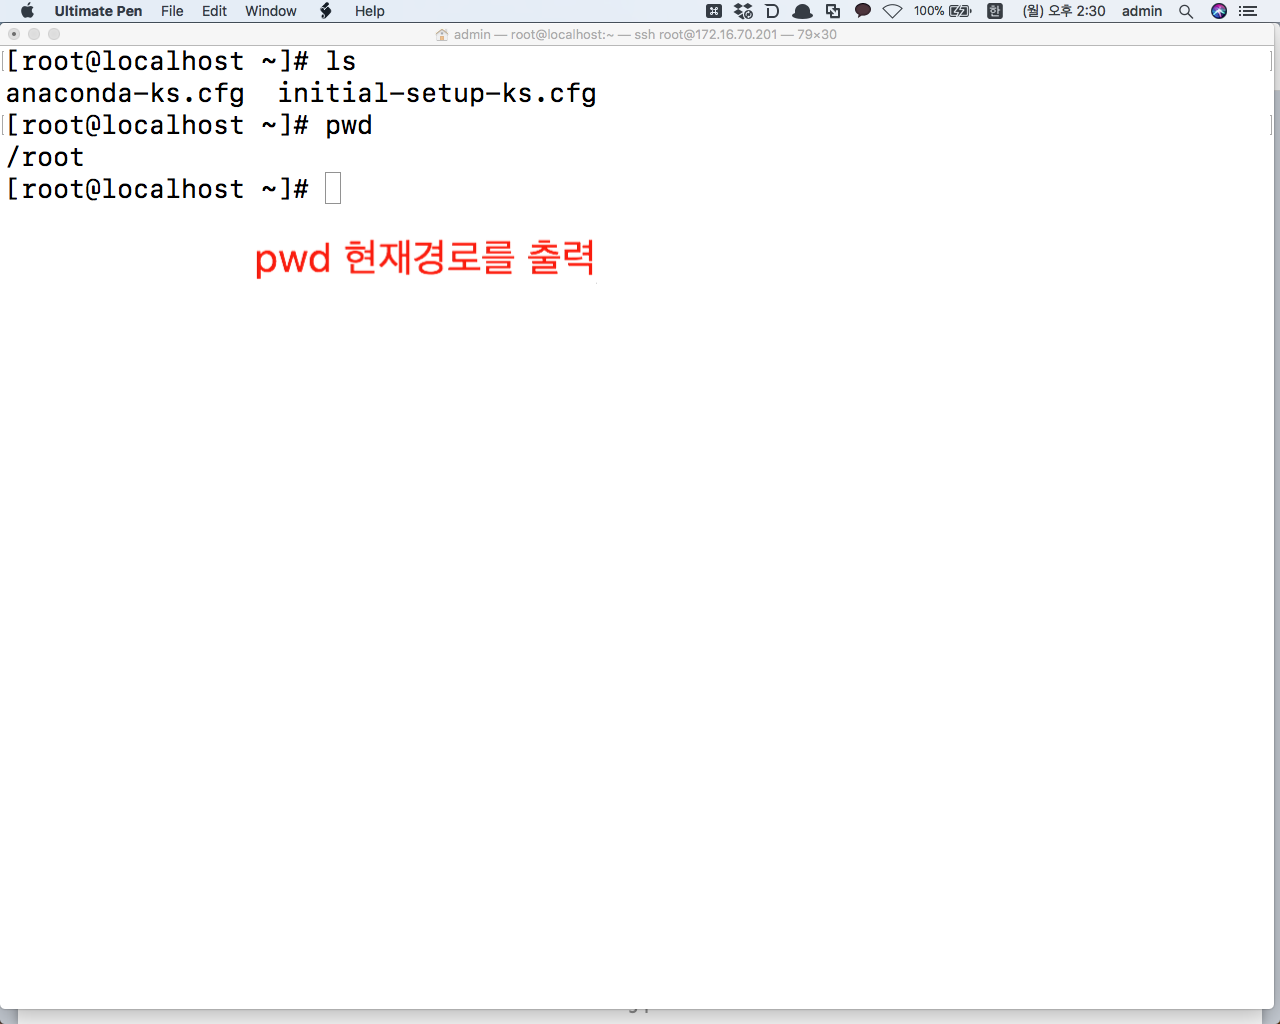 Ultimate Pen File Edit Window Help 100% 한 (월) 오후 2:30 admin
admin — root@localhost:~ — ssh root@172.16.70.201 — 79×30
[root@localhost ~]# ls
anaconda-ks.cfg  initial-setup-ks.cfg
[root@localhost ~]# pwd
/root
[root@localhost ~]#
pwd 현재경로를 출력